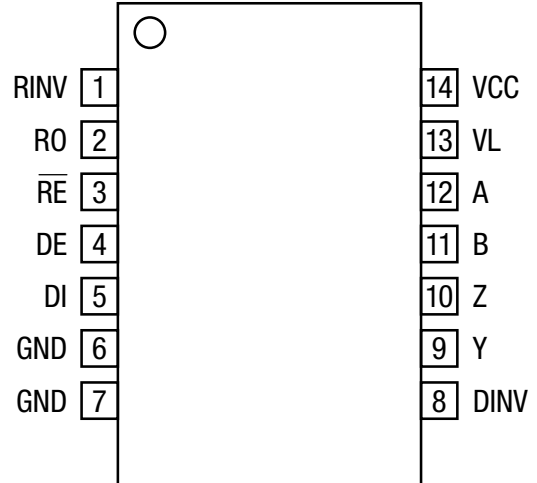 RINV 1 14 VCC
RO 2 13 VL
R̅E̅ 3 12 A
DE 4 11 B
DI 5 10 Z
GND 6 9 Y
GND 7 8 DINV